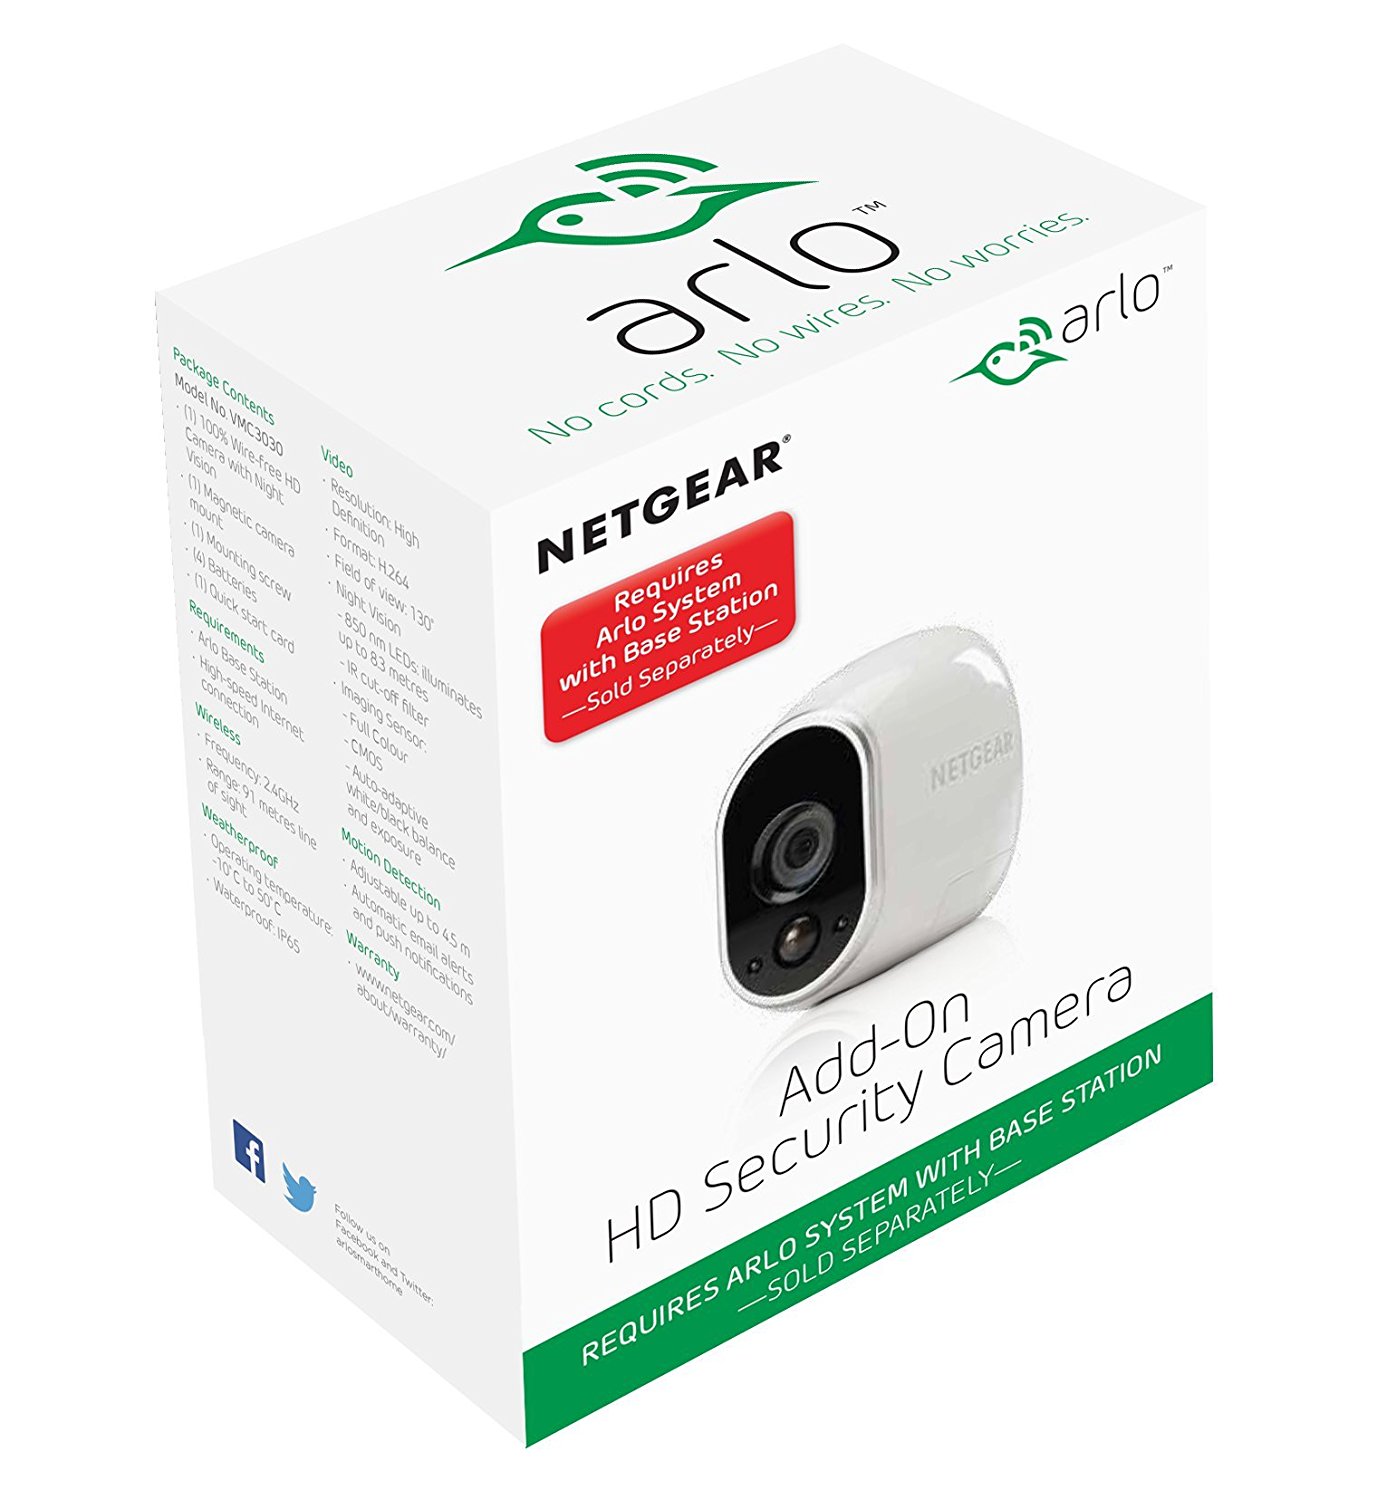 arlo™
No cords. No wires. No worries.
arlo™
NETGEAR®
Requires
Arlo System
with Base Station
—Sold Separately—
NETGEAR
Add-On
HD Security Camera
REQUIRES ARLO SYSTEM WITH BASE STATION
—SOLD SEPARATELY—
Package Contents
Model No. VMC3030
· (1) 100% Wire-free HD
Camera with Night
Vision
· (1) Magnetic camera
mount
· (1) Mounting screw
· (4) Batteries
· (1) Quick start card
Requirements
· Arlo Base Station
· High-speed Internet
connection
Wireless
· Frequency: 2.4GHz
· Range: 91 metres line
of sight
Weatherproof
· Operating temperature:
-10°C to 50°C
· Waterproof: IP65
Video
· Resolution: High
Definition
· Format: H.264
· Field of view: 130°
· Night Vision
- 850 nm LEDs: illuminates
up to 8.3 metres
- IR cut-off filter
· Imaging Sensor:
- Full Colour
- CMOS
- Auto-adaptive
white/black balance
and exposure
Motion Detection
· Adjustable up to 4.5 m
· Automatic email alerts
and push notifications
Warranty
· www.netgear.com/
about/warranty/
f
Follow us on
Facebook and Twitter:
arlosmarthome